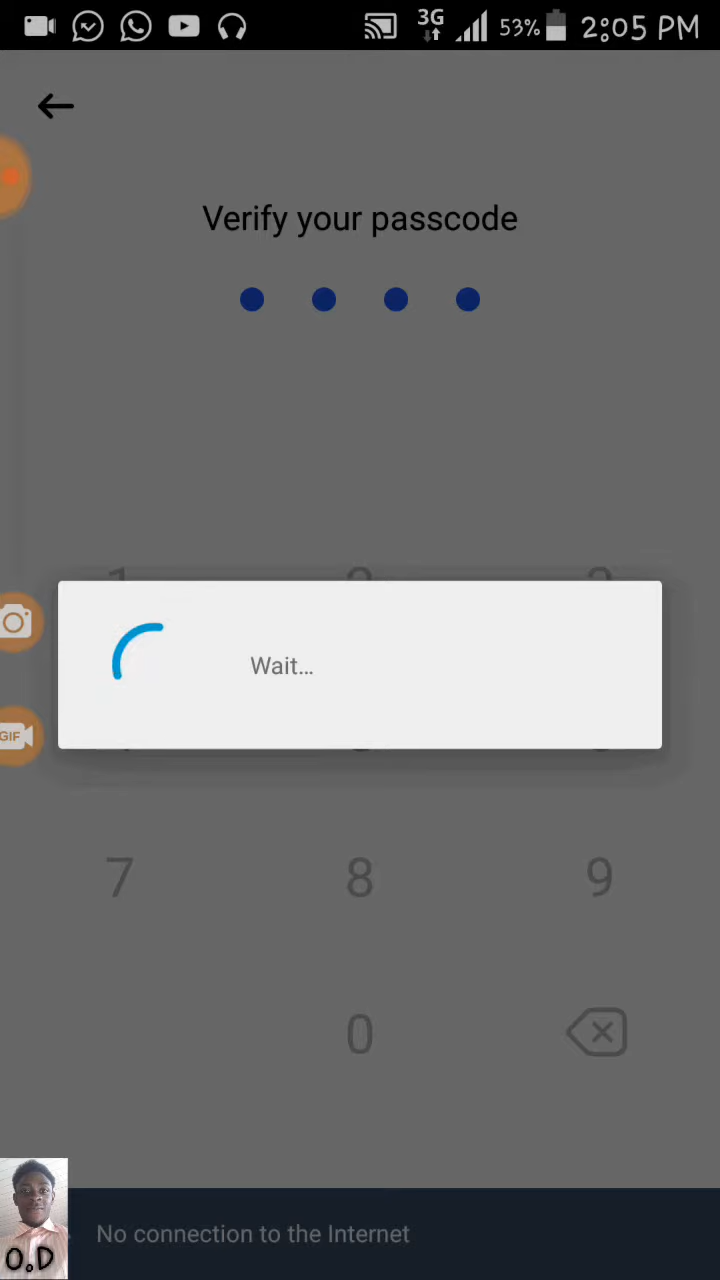 3G 53% 2:05 PM
Verify your passcode
Wait...
GIF
7 8 9
0
No connection to the Internet
O.D